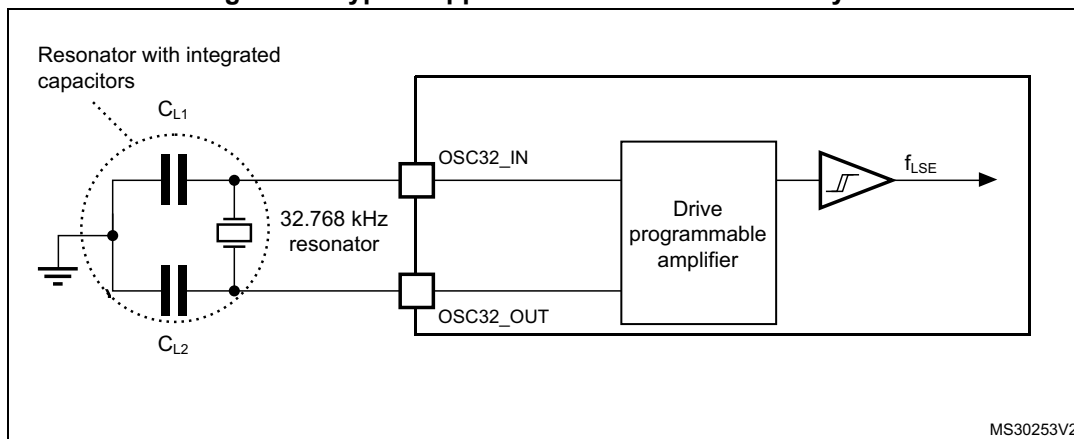 Resonator with integrated
capacitors
CL1
OSC32_IN
fLSE
32.768 kHz
resonator
Drive
programmable
amplifier
OSC32_OUT
CL2
MS30253V2